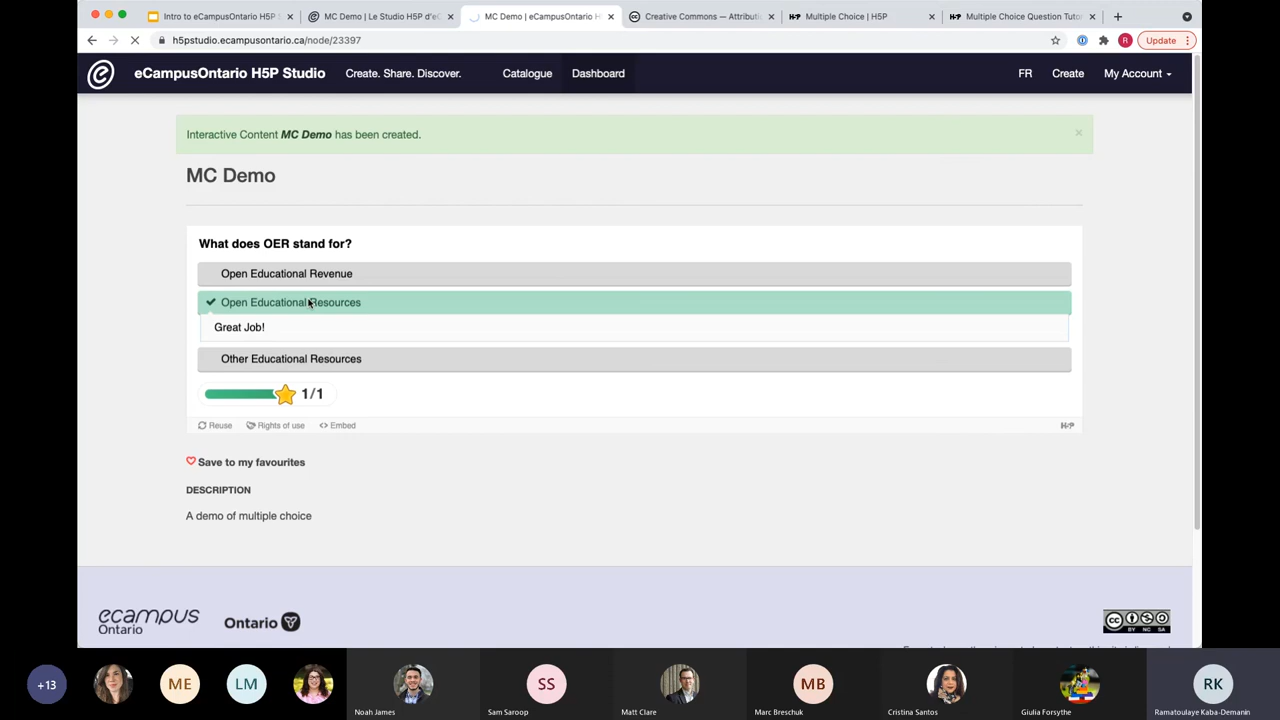 Intro to eCampusOntario H5P S
MC Demo | Le Studio H5P d'eC
MC Demo | eCampusOntario H
Creative Commons — Attributi
Multiple Choice | H5P
Multiple Choice Question Tuto
h5pstudio.ecampusontario.ca/node/23397
R
Update
eCampusOntario H5P Studio
Create. Share. Discover.
Catalogue
Dashboard
FR
Create
My Account
Interactive Content MC Demo has been created.
×
MC Demo
What does OER stand for?
Open Educational Revenue
Open Educational Resources
Great Job!
Other Educational Resources
1/1
Reuse
Rights of use
<> Embed
H5P
Save to my favourites
DESCRIPTION
A demo of multiple choice
ecampus
Ontario
Ontario
cc
BY NC SA
+13
ME
LM
SS
MB
RK
Noah James
Sam Saroop
Matt Clare
Marc Breschuk
Cristina Santos
Giulia Forsythe
Ramatoulaye Kaba-Demanin